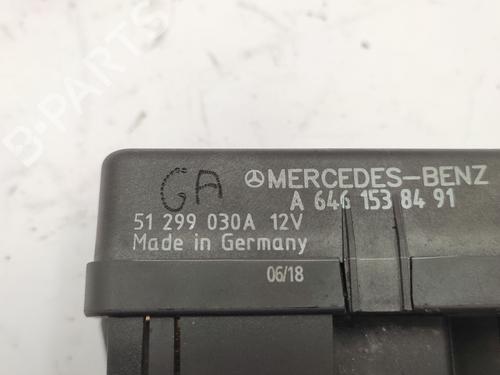 B-PARTS
GA
MERCEDES-BENZ
A 646 153 84 91
51 299 030A 12V
Made in Germany
06/18